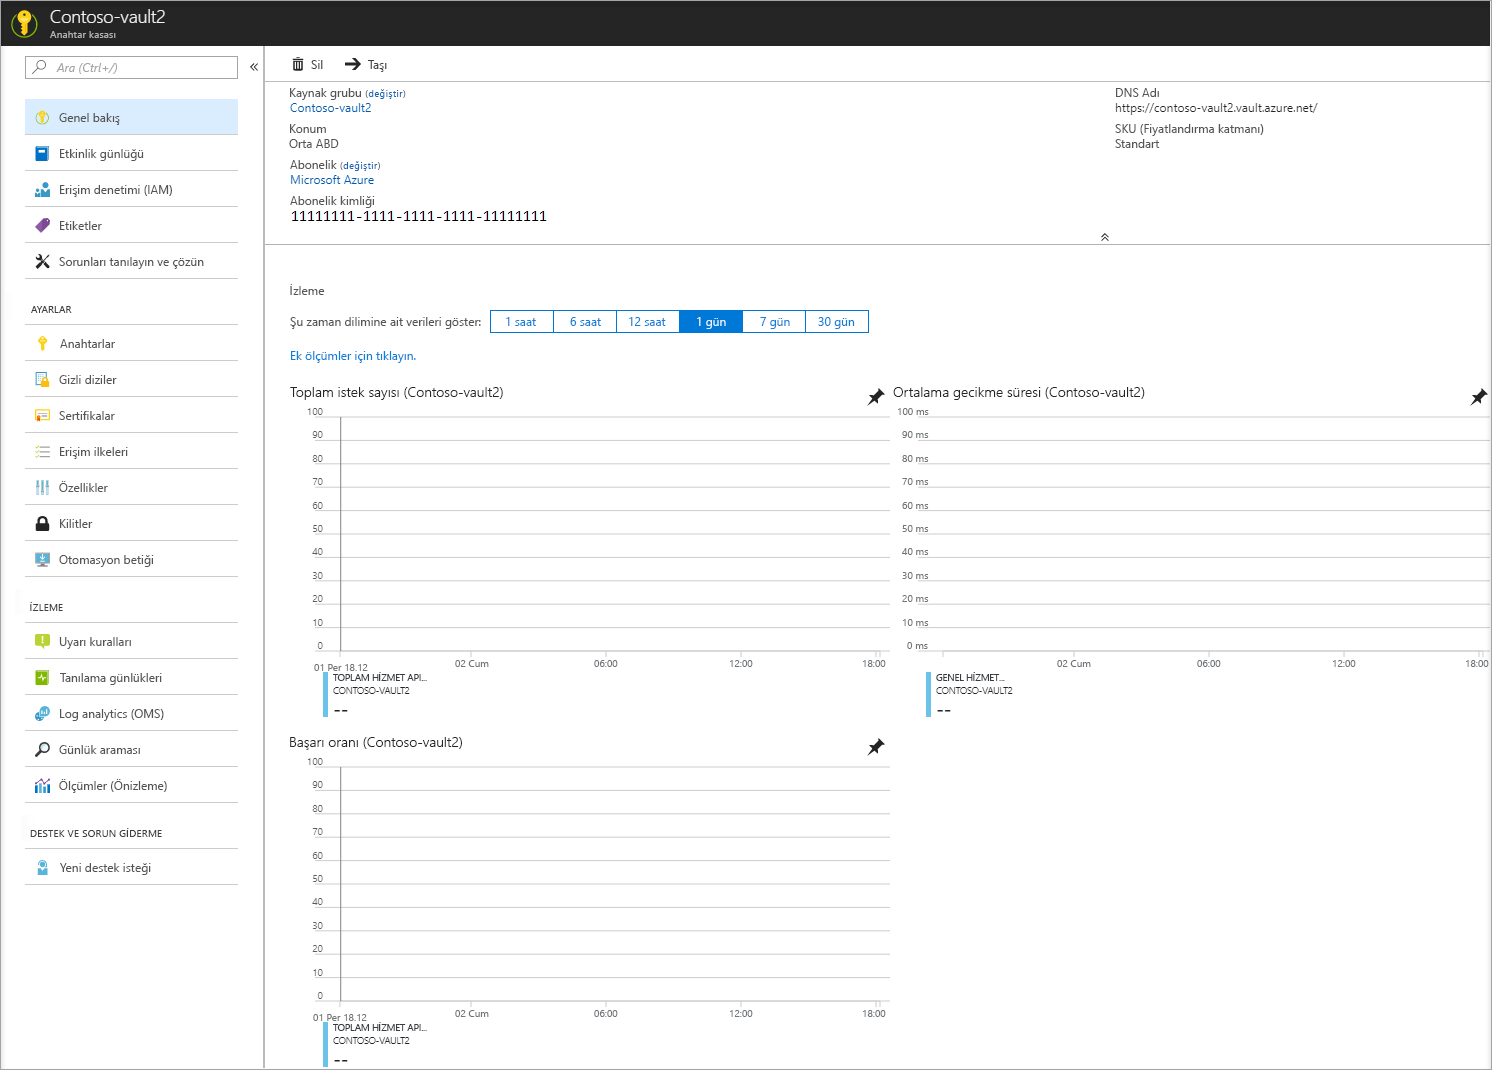 Contoso-vault2
Anahtar kasası
Ara (Ctrl+/)
«
Genel bakış
Etkinlik günlüğü
Erişim denetimi (IAM)
Etiketler
Sorunları tanılayın ve çözün
AYARLAR
Anahtarlar
Gizli diziler
Sertifikalar
Erişim ilkeleri
Özellikler
Kilitler
Otomasyon betiği
İZLEME
Uyarı kuralları
Tanılama günlükleri
Log analytics (OMS)
Günlük araması
Ölçümler (Önizleme)
DESTEK VE SORUN GİDERME
Yeni destek isteği
Sil Taşı
Kaynak grubu (değiştir)
Contoso-vault2
Konum
Orta ABD
Abonelik (değiştir)
Microsoft Azure
Abonelik kimliği
11111111-1111-1111-1111-11111111
DNS Adı
https://contoso-vault2.vault.azure.net/
SKU (Fiyatlandırma katmanı)
Standart
İzleme
Şu zaman dilimine ait verileri göster: 1 saat 6 saat 12 saat 1 gün 7 gün 30 gün
Ek ölçümler için tıklayın.
Toplam istek sayısı (Contoso-vault2)
100
90
80
70
60
50
40
30
20
10
0
01 Per 18.12 02 Cum 06:00 12:00 18:00
TOPLAM HİZMET API...
CONTOSO-VAULT2
--
Ortalama gecikme süresi (Contoso-vault2)
100 ms
90 ms
80 ms
70 ms
60 ms
50 ms
40 ms
30 ms
20 ms
10 ms
0 ms
02 Cum 06:00 12:00 18:00
GENEL HİZMET...
CONTOSO-VAULT2
--
Başarı oranı (Contoso-vault2)
100
90
80
70
60
50
40
30
20
10
0
01 Per 18.12 02 Cum 06:00 12:00 18:00
TOPLAM HİZMET API...
CONTOSO-VAULT2
--